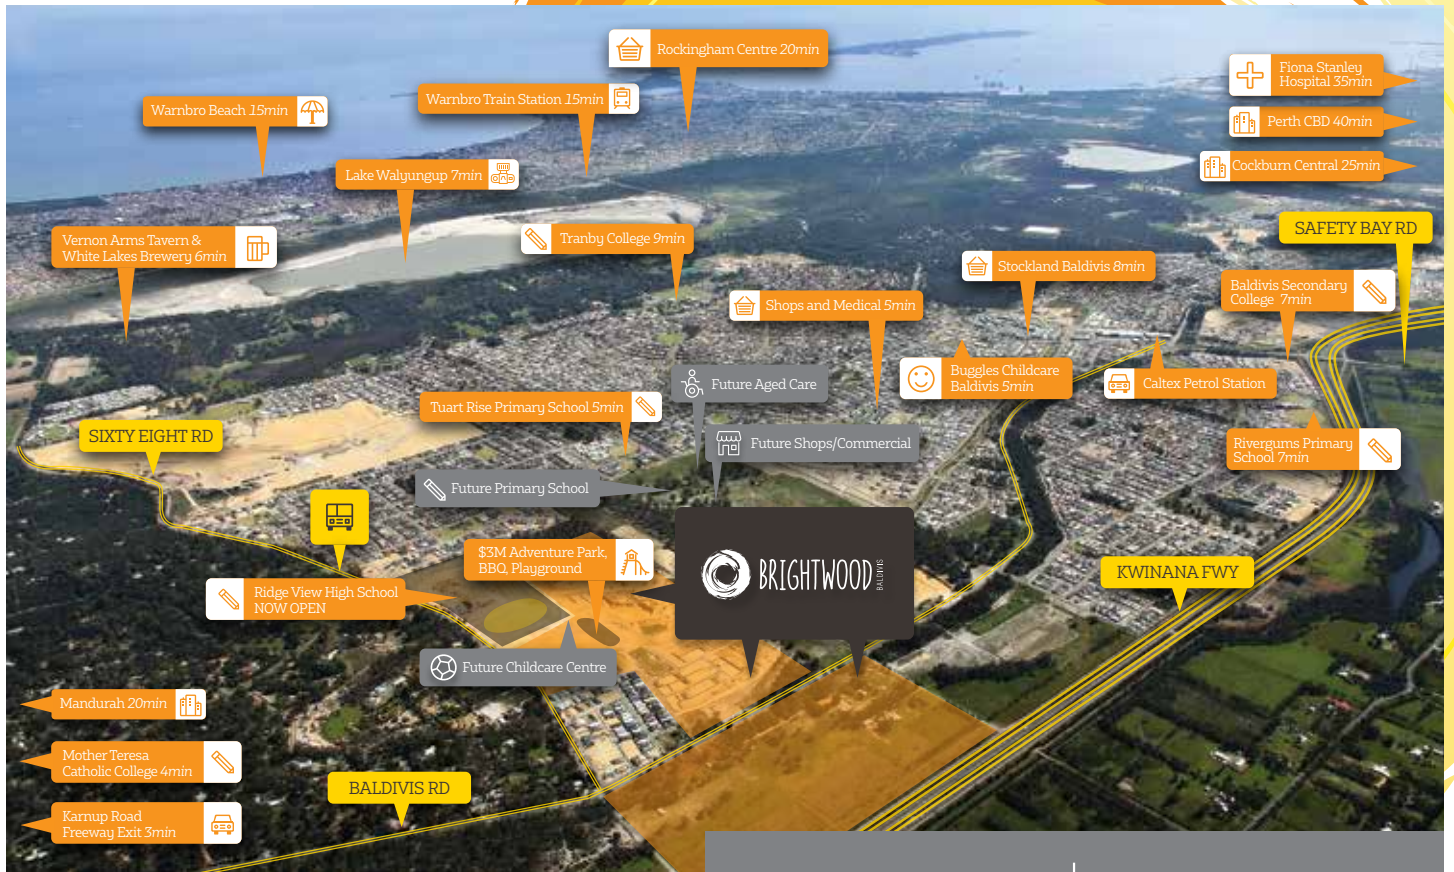 Rockingham Centre 20min
Fiona Stanley
Hospital 35min
Warnbro Beach 15min
Warnbro Train Station 15min
Perth CBD 40min
Cockburn Central 25min
Lake Walyungup 7min
Vernon Arms Tavern &
White Lakes Brewery 6min
Tranby College 9min
SAFETY BAY RD
Stockland Baldivis 8min
Baldivis Secondary
College 7min
Shops and Medical 5min
Buggles Childcare
Baldivis 5min
Caltex Petrol Station
Future Aged Care
Tuart Rise Primary School 5min
SIXTY EIGHT RD
Future Shops/Commercial
Rivergums Primary
School 7min
Future Primary School
$3M Adventure Park,
BBQ, Playground
BRIGHTWOOD
BALDIVIS
KWINANA FWY
Ridge View High School
NOW OPEN
Future Childcare Centre
Mandurah 20min
Mother Teresa
Catholic College 4min
BALDIVIS RD
Karnup Road
Freeway Exit 3min